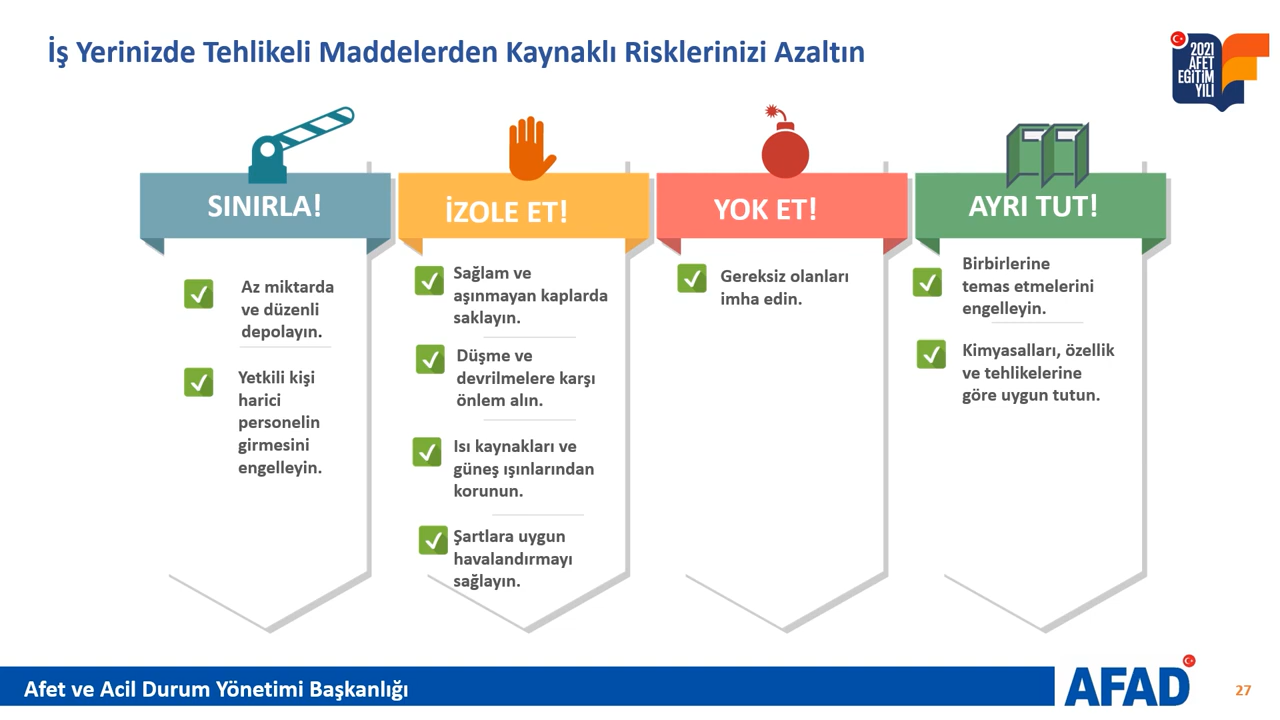 İş Yerinizde Tehlikeli Maddelerden Kaynaklı Risklerinizi Azaltın
2021
AFET
EĞİTİM
YILI
SINIRLA!
Az miktarda
ve düzenli
depolayın.
Yetkili kişi
harici
personelin
girmesini
engelleyin.
İZOLE ET!
Sağlam ve
aşınmayan kaplarda
saklayın.
Düşme ve
devrilmelere karşı
önlem alın.
Isı kaynakları ve
güneş ışınlarından
korunun.
Şartlara uygun
havalandırmayı
sağlayın.
YOK ET!
Gereksiz olanları
imha edin.
AYRI TUT!
Birbirlerine
temas etmelerini
engelleyin.
Kimyasalları, özellik
ve tehlikelerine
göre uygun tutun.
Afet ve Acil Durum Yönetimi Başkanlığı
AFAD
27